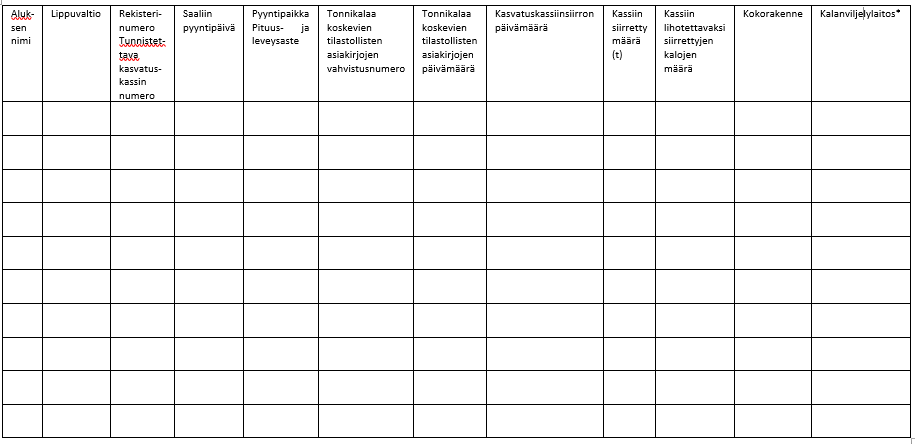 Aluk-
sen
nimi
Lippuvaltio
Rekisteri-
numero
Tunnistet-
tava
kasvatus-
kassin
numero
Saaliin
pyyntipäivä
Pyyntipaikka
Pituus- ja
leveysaste
Tonnikalaa
koskevien
tilastollisten
asiakirjojen
vahvistusnumero
Tonnikalaa
koskevien
tilastollisten
asiakirjojen
päivämäärä
Kasvatuskassiinsiirron
päivämäärä
Kassiin
siirretty
määrä
(t)
Kassiin
lihotettavaksi
siirrettyjen
kalojen
määrä
Kokorakenne
Kalanviljelylaitos*